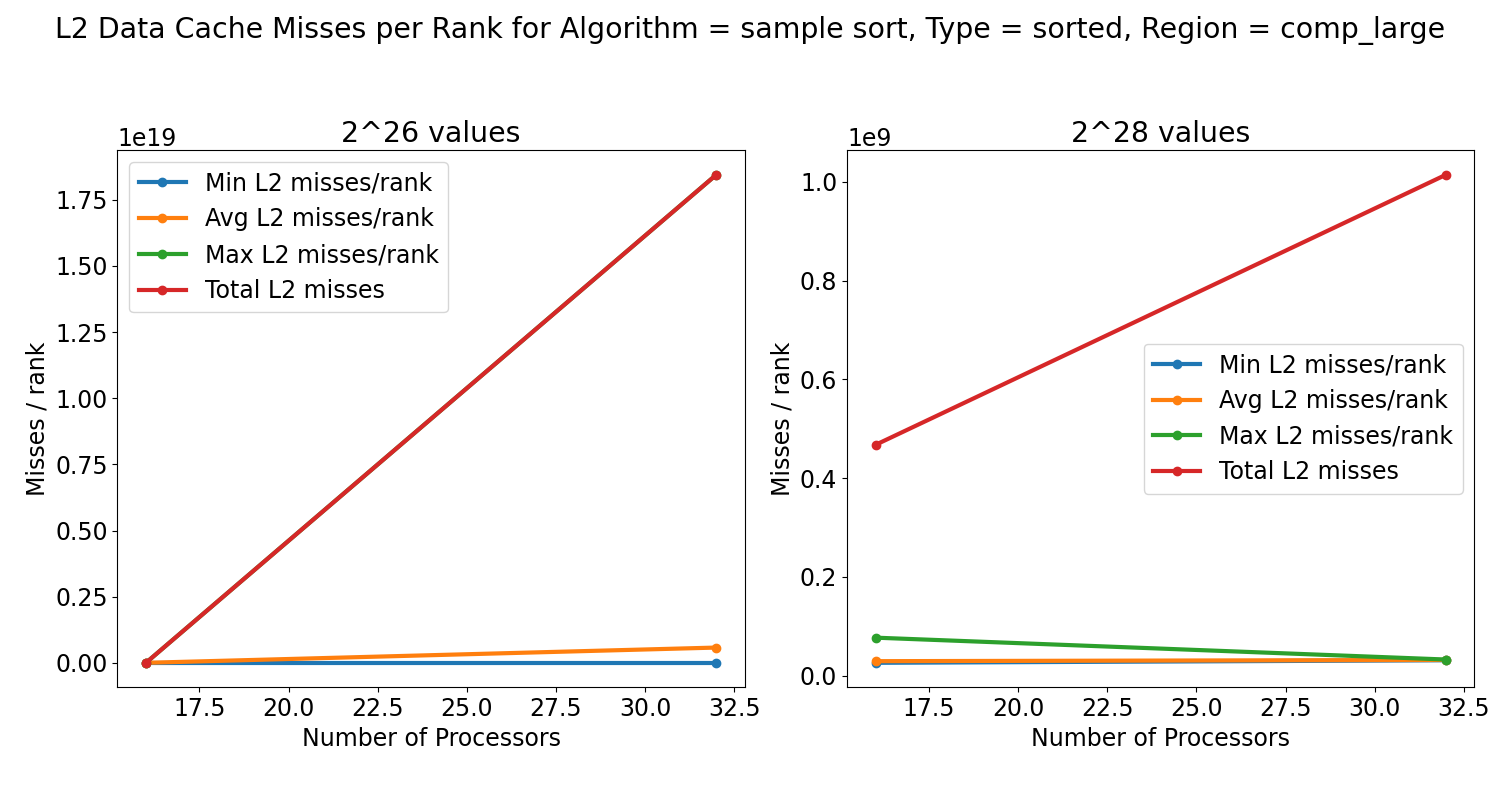 L2 Data Cache Misses per Rank for Algorithm = sample sort, Type = sorted, Region = comp_large
2^26 values
1e19
Min L2 misses/rank
Avg L2 misses/rank
Max L2 misses/rank
Total L2 misses
1.75
1.50
1.25
1.00
0.75
0.50
0.25
0.00
Misses / rank
17.5 20.0 22.5 25.0 27.5 30.0 32.5
Number of Processors
2^28 values
1e9
1.0
0.8
0.6
0.4
0.2
0.0
Misses / rank
Min L2 misses/rank
Avg L2 misses/rank
Max L2 misses/rank
Total L2 misses
17.5 20.0 22.5 25.0 27.5 30.0 32.5
Number of Processors